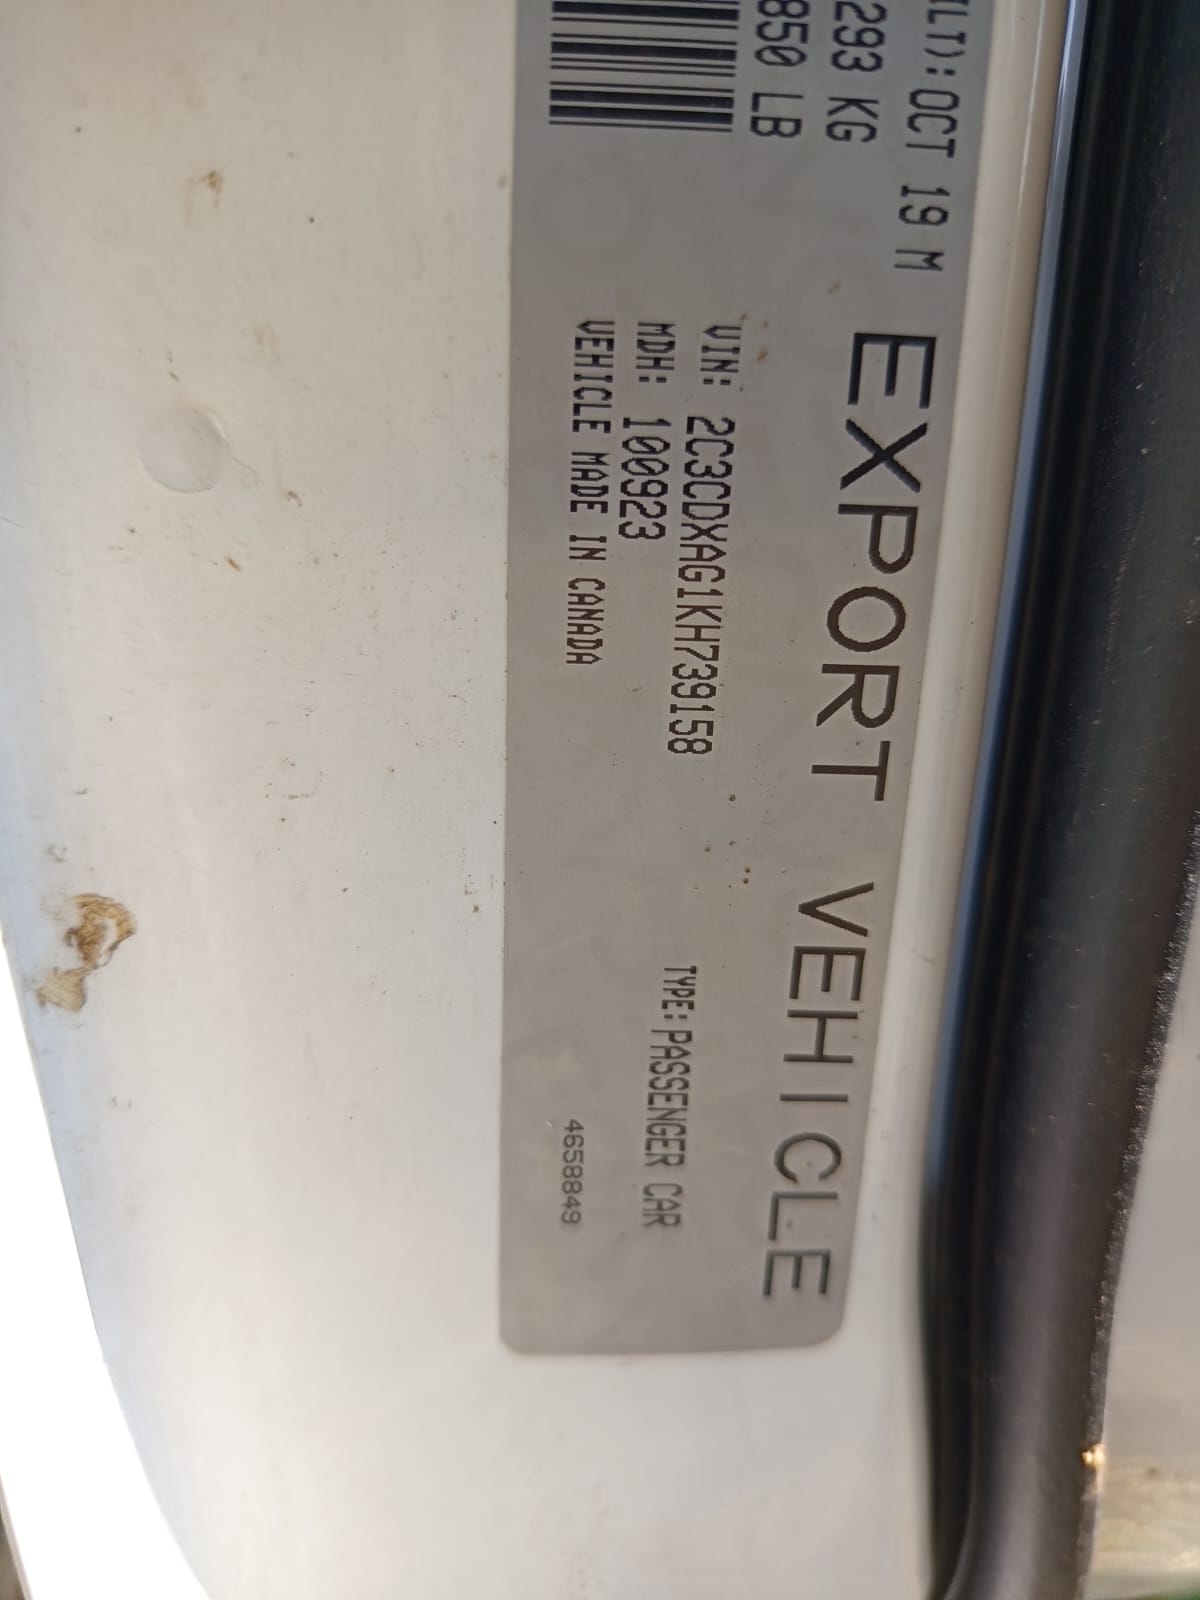 ILT):OCT 19 M
293 KG
850 LB
EXPORT VEHICLE
VIN: 2C3CDXAG1KH739158
MDH: 100923
VEHICLE MADE IN CANADA
TYPE: PASSENGER CAR
4658849